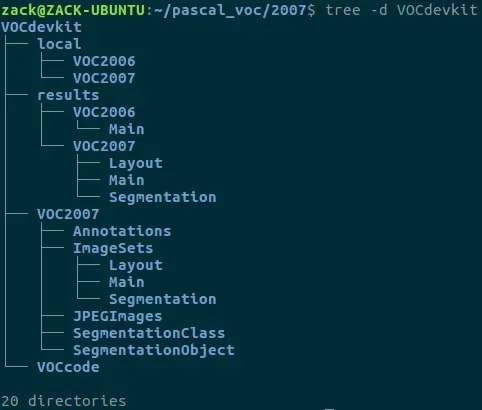 zack@ZACK-UBUNTU:~/pascal_voc/2007$ tree -d VOCdevkit
VOCdevkit
├── local
│   ├── VOC2006
│   └── VOC2007
├── results
│   ├── VOC2006
│   │   └── Main
│   └── VOC2007
│       ├── Layout
│       ├── Main
│       └── Segmentation
├── VOC2007
│   ├── Annotations
│   ├── ImageSets
│   │   ├── Layout
│   │   ├── Main
│   │   └── Segmentation
│   ├── JPEGImages
│   ├── SegmentationClass
│   └── SegmentationObject
└── VOCcode
20 directories